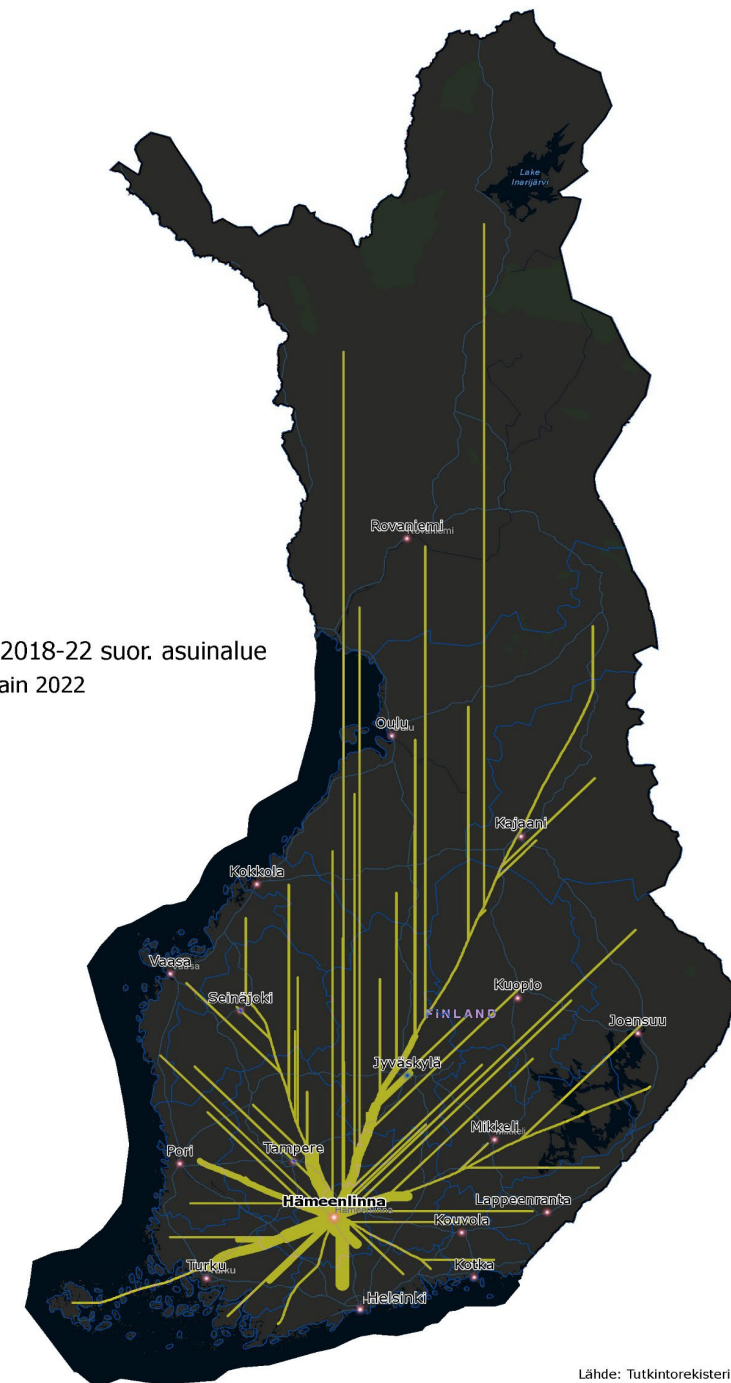 Lake
Inarijärvi
Rovaniemi
2018-22 suor. asuinalue
ain 2022
Oulu
Kajaani
Kokkola
Vaasa
Kuopio
Seinäjoki
FINLAND
Joensuu
Jyväskylä
Mikkeli
Tampere
Pori
Hämeenlinna
Hämeenlinna
Lappeenranta
Kouvola
Turku
Kotka
Helsinki
Lähde: Tutkintorekisteri